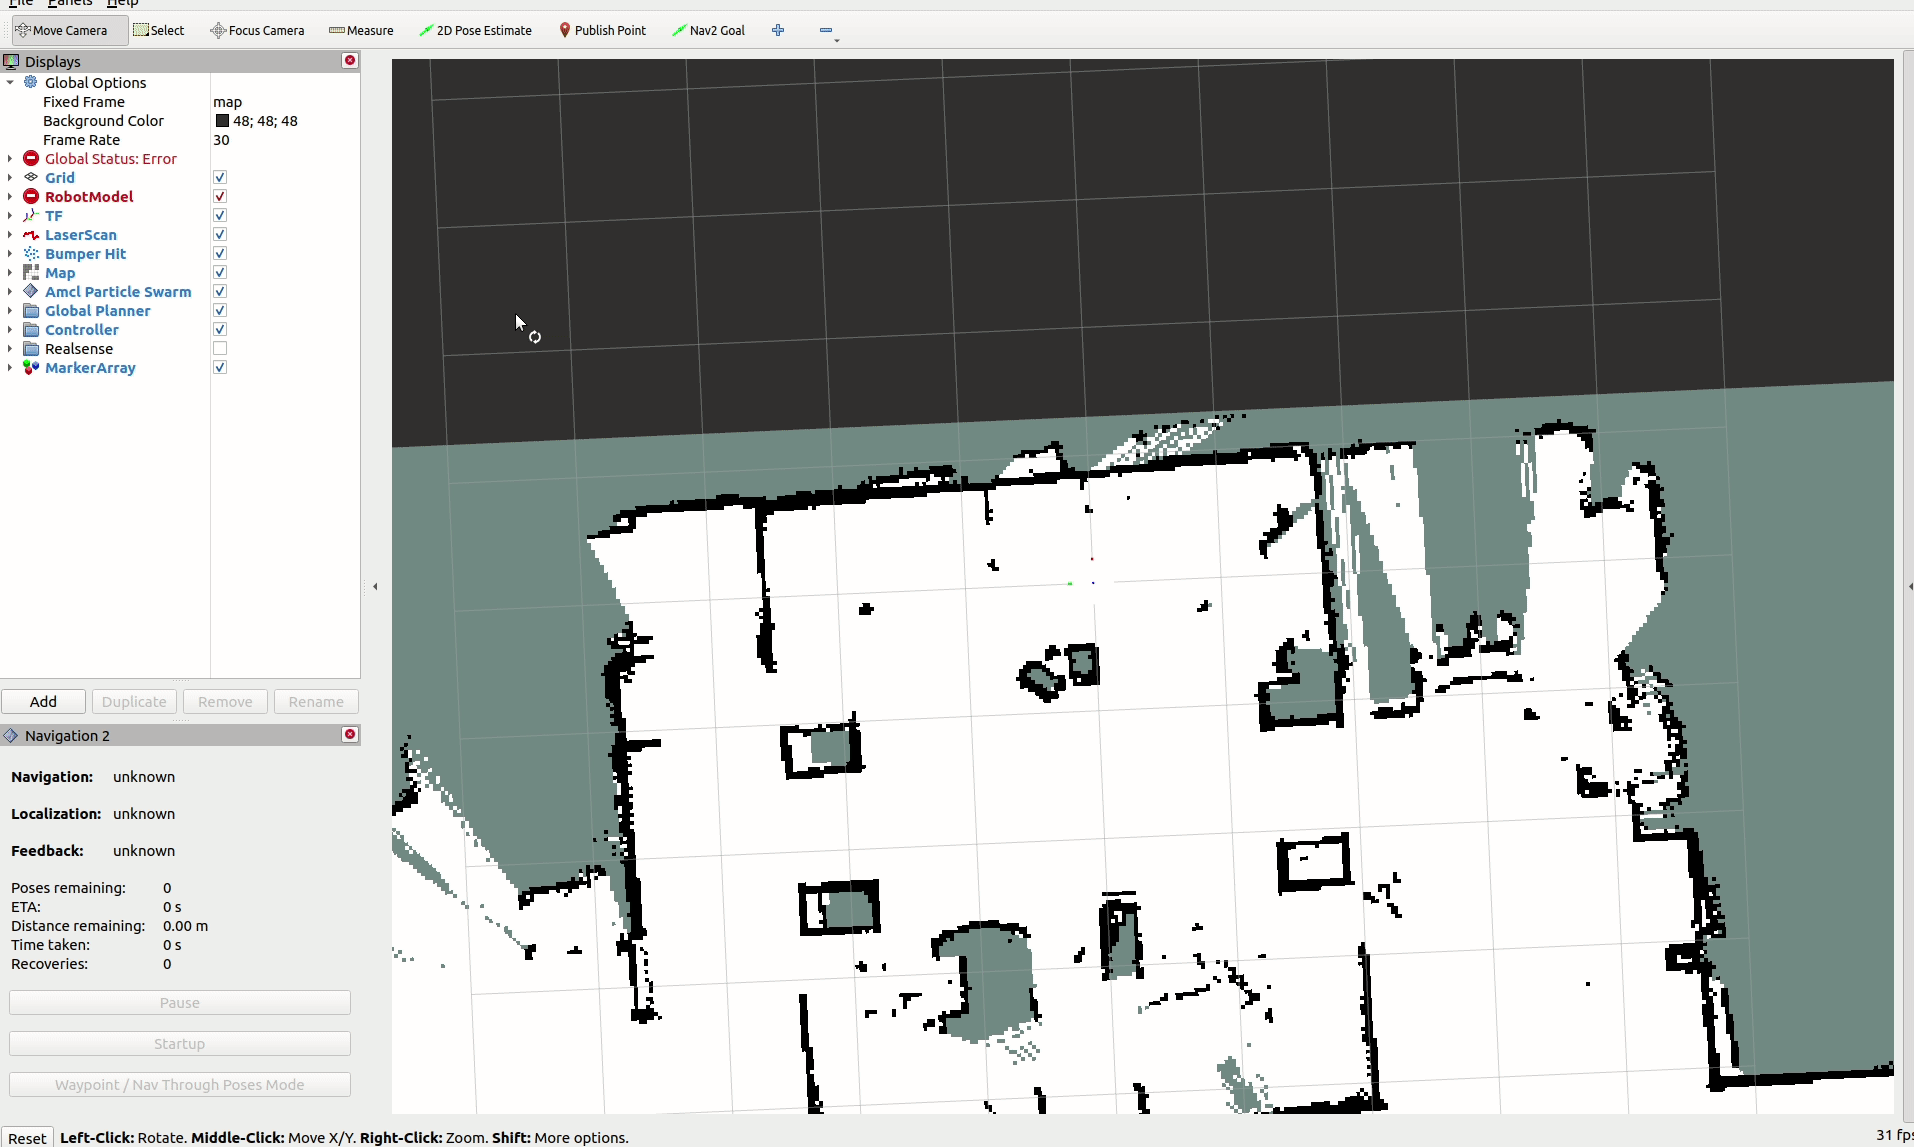 File Panels Help
Move Camera Select Focus Camera Measure 2D Pose Estimate Publish Point Nav2 Goal
Displays
Global Options
Fixed Frame map
Background Color 48; 48; 48
Frame Rate 30
Global Status: Error
Grid
RobotModel
TF
LaserScan
Bumper Hit
Map
Amcl Particle Swarm
Global Planner
Controller
Realsense
MarkerArray
Add Duplicate Remove Rename
Navigation 2
Navigation: unknown
Localization: unknown
Feedback: unknown
Poses remaining: 0
ETA: 0 s
Distance remaining: 0.00 m
Time taken: 0 s
Recoveries: 0
Pause
Startup
Waypoint / Nav Through Poses Mode
Reset Left-Click: Rotate. Middle-Click: Move X/Y. Right-Click: Zoom. Shift: More options. 31 fps